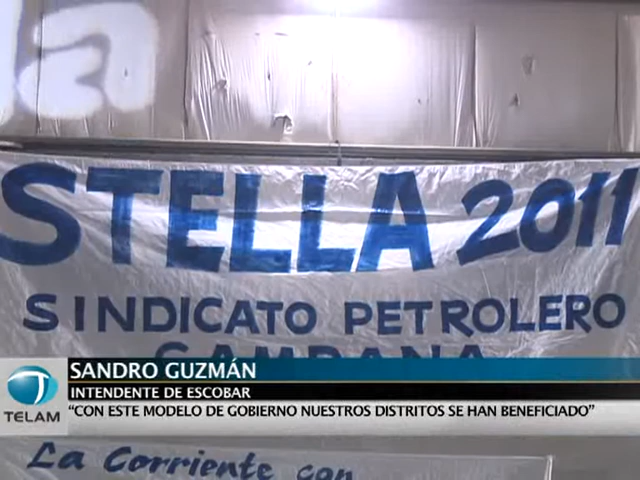 la
STELLA 2011
SINDICATO PETROLERO
CAMPANA
SANDRO GUZMÁN
INTENDENTE DE ESCOBAR
TELAM
“CON ESTE MODELO DE GOBIERNO NUESTROS DISTRITOS SE HAN BENEFICIADO”
La Corriente con